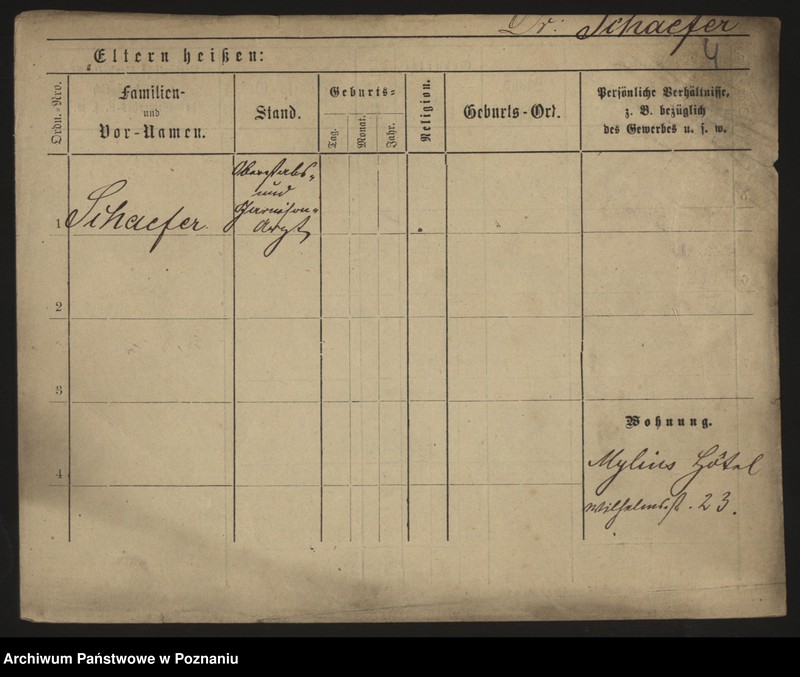 Dr. Schaefer
4
Eltern heißen:
Ordn.-Nro.
Familien-
und
Vor-Namen.
Stand.
Geburts-
Tag.
Monat.
Jahr.
Religion.
Geburts-Ort.
Persönliche Verhältnisse,
z. B. bezüglich
des Gewerbes u. s. w.
1
Schaefer
Oberstabs-
und
Garnison-
Arzt
2
3
4
Wohnung.
Mylius Hôtel
Wilhelmsst. 23.
Archiwum Państwowe w Poznaniu